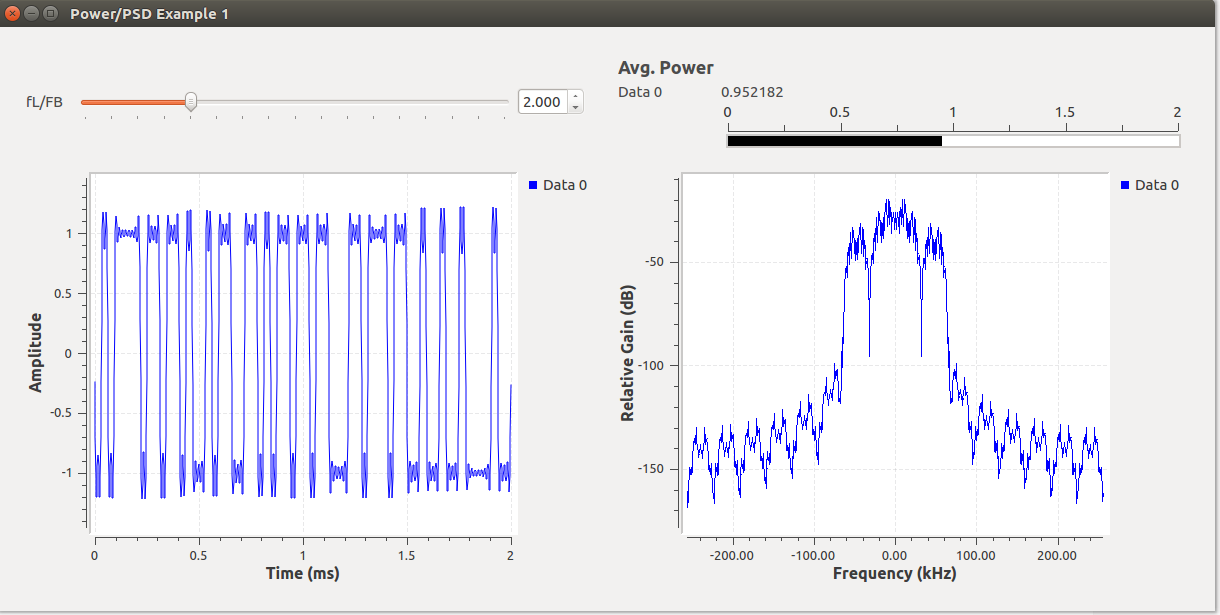 Power/PSD Example 1
fL/FB
2.000
Avg. Power
Data 0
0.952182
0 0.5 1 1.5 2
Data 0
Amplitude
1
0.5
0
-0.5
-1
0 0.5 1 1.5 2
Time (ms)
Data 0
Relative Gain (dB)
-50
-100
-150
-200.00 -100.00 0.00 100.00 200.00
Frequency (kHz)